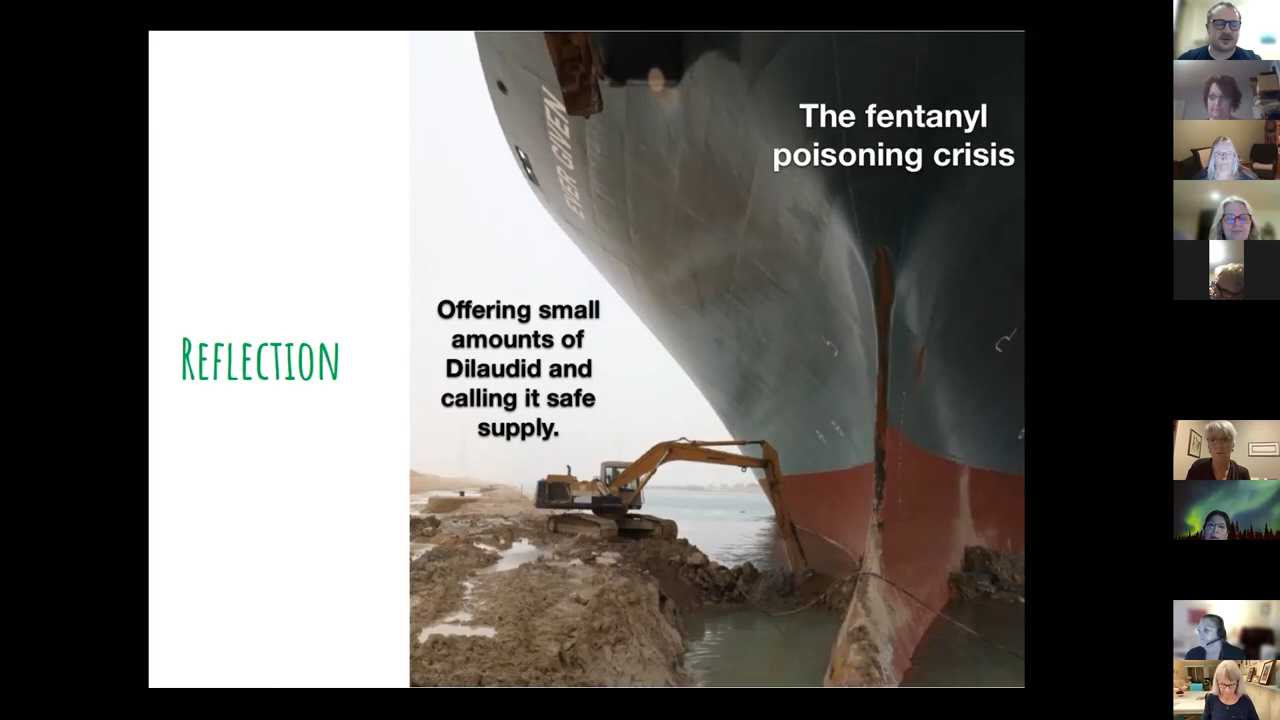 REFLECTION
EVER GIVEN
The fentanyl
poisoning crisis
Offering small
amounts of
Dilaudid and
calling it safe
supply.